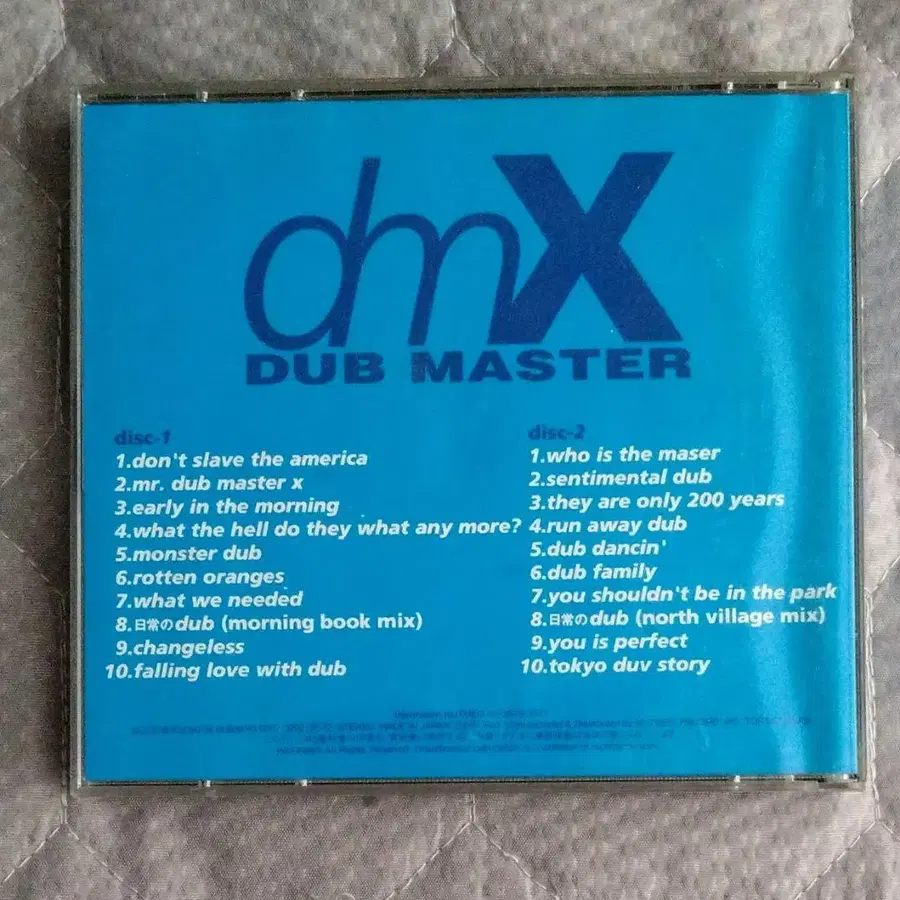 dmX
DUB MASTER
disc-1
1.don't slave the america
2.mr. dub master x
3.early in the morning
4.what the hell do they what any more?
5.monster dub
6.rotten oranges
7.what we needed
8.日常のdub (morning book mix)
9.changeless
10.falling love with dub
disc-2
1.who is the maser
2.sentimental dub
3.they are only 200 years
4.run away dub
5.dub dancin'
6.dub family
7.you shouldn't be in the park
8.日常のdub (north village mix)
9.you is perfect
10.tokyo duv story